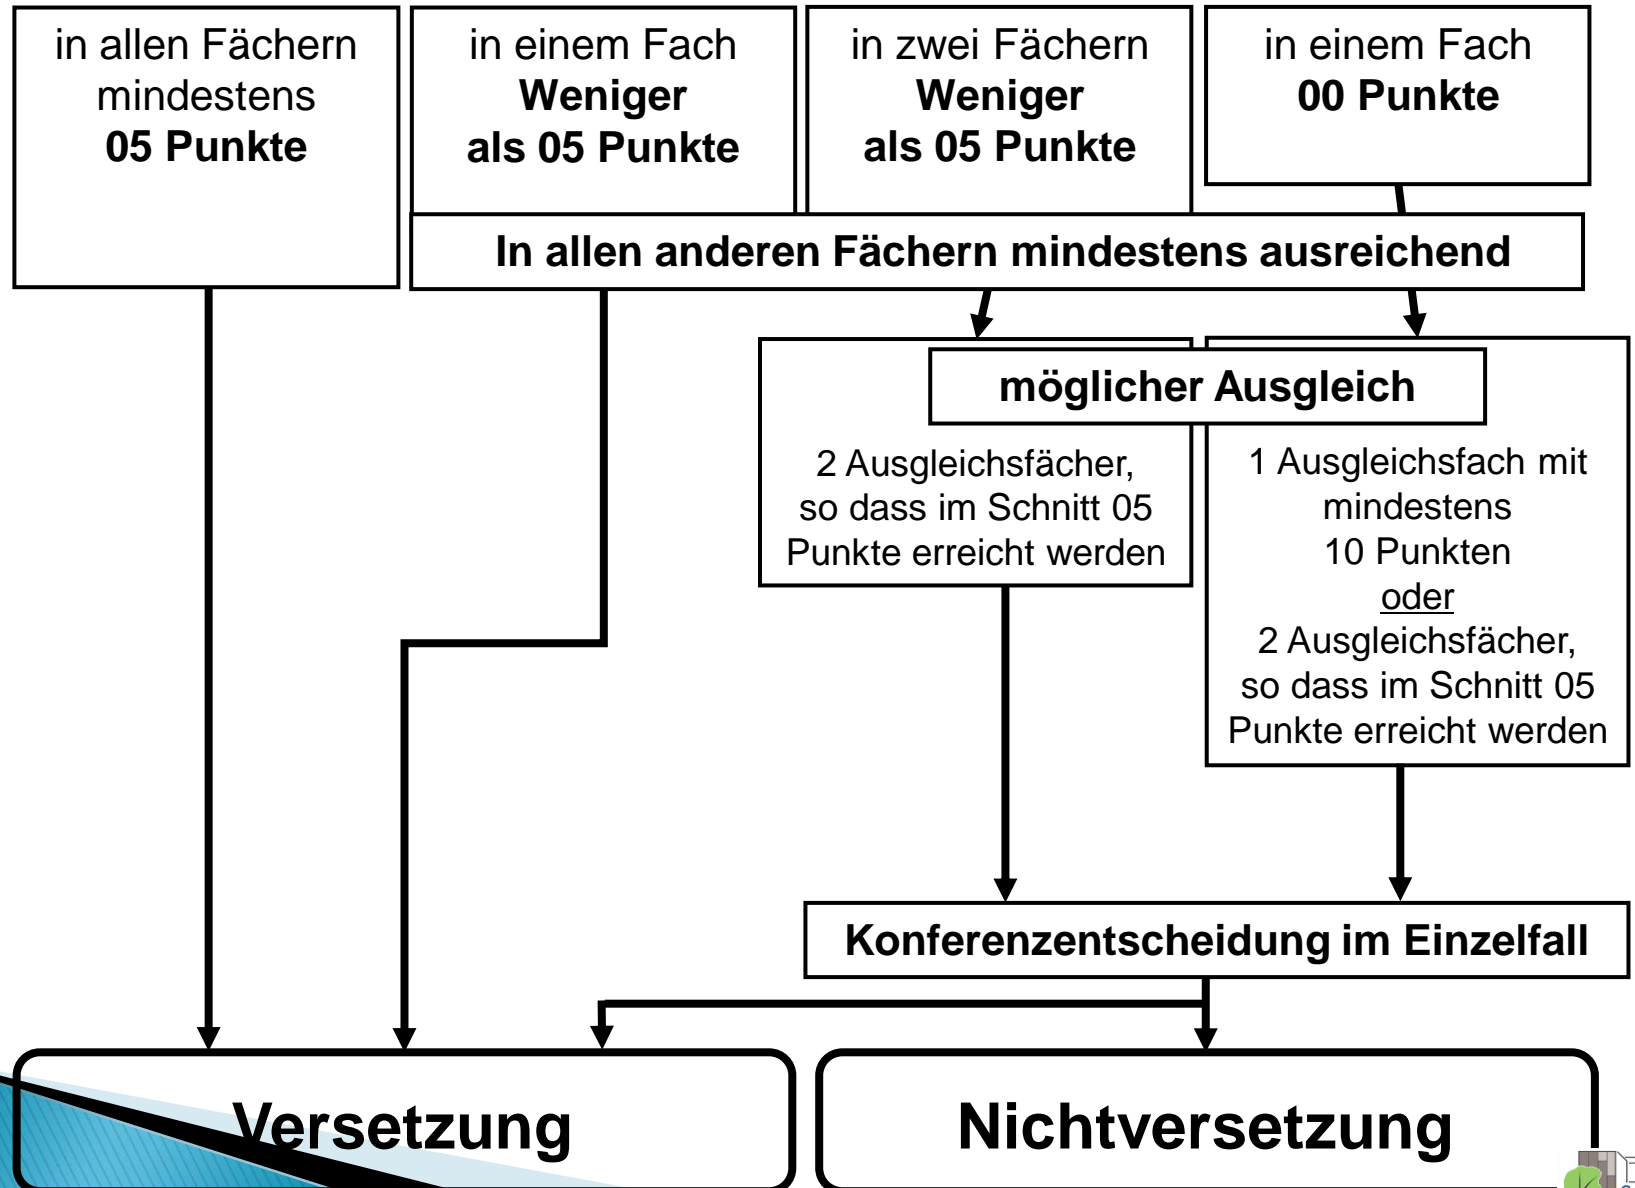 in allen Fächern
mindestens
05 Punkte
in einem Fach
Weniger
als 05 Punkte
in zwei Fächern
Weniger
als 05 Punkte
in einem Fach
00 Punkte
In allen anderen Fächern mindestens ausreichend
möglicher Ausgleich
2 Ausgleichsfächer,
so dass im Schnitt 05
Punkte erreicht werden
1 Ausgleichsfach mit
mindestens
10 Punkten
oder
2 Ausgleichsfächer,
so dass im Schnitt 05
Punkte erreicht werden
Konferenzentscheidung im Einzelfall
Versetzung
Nichtversetzung